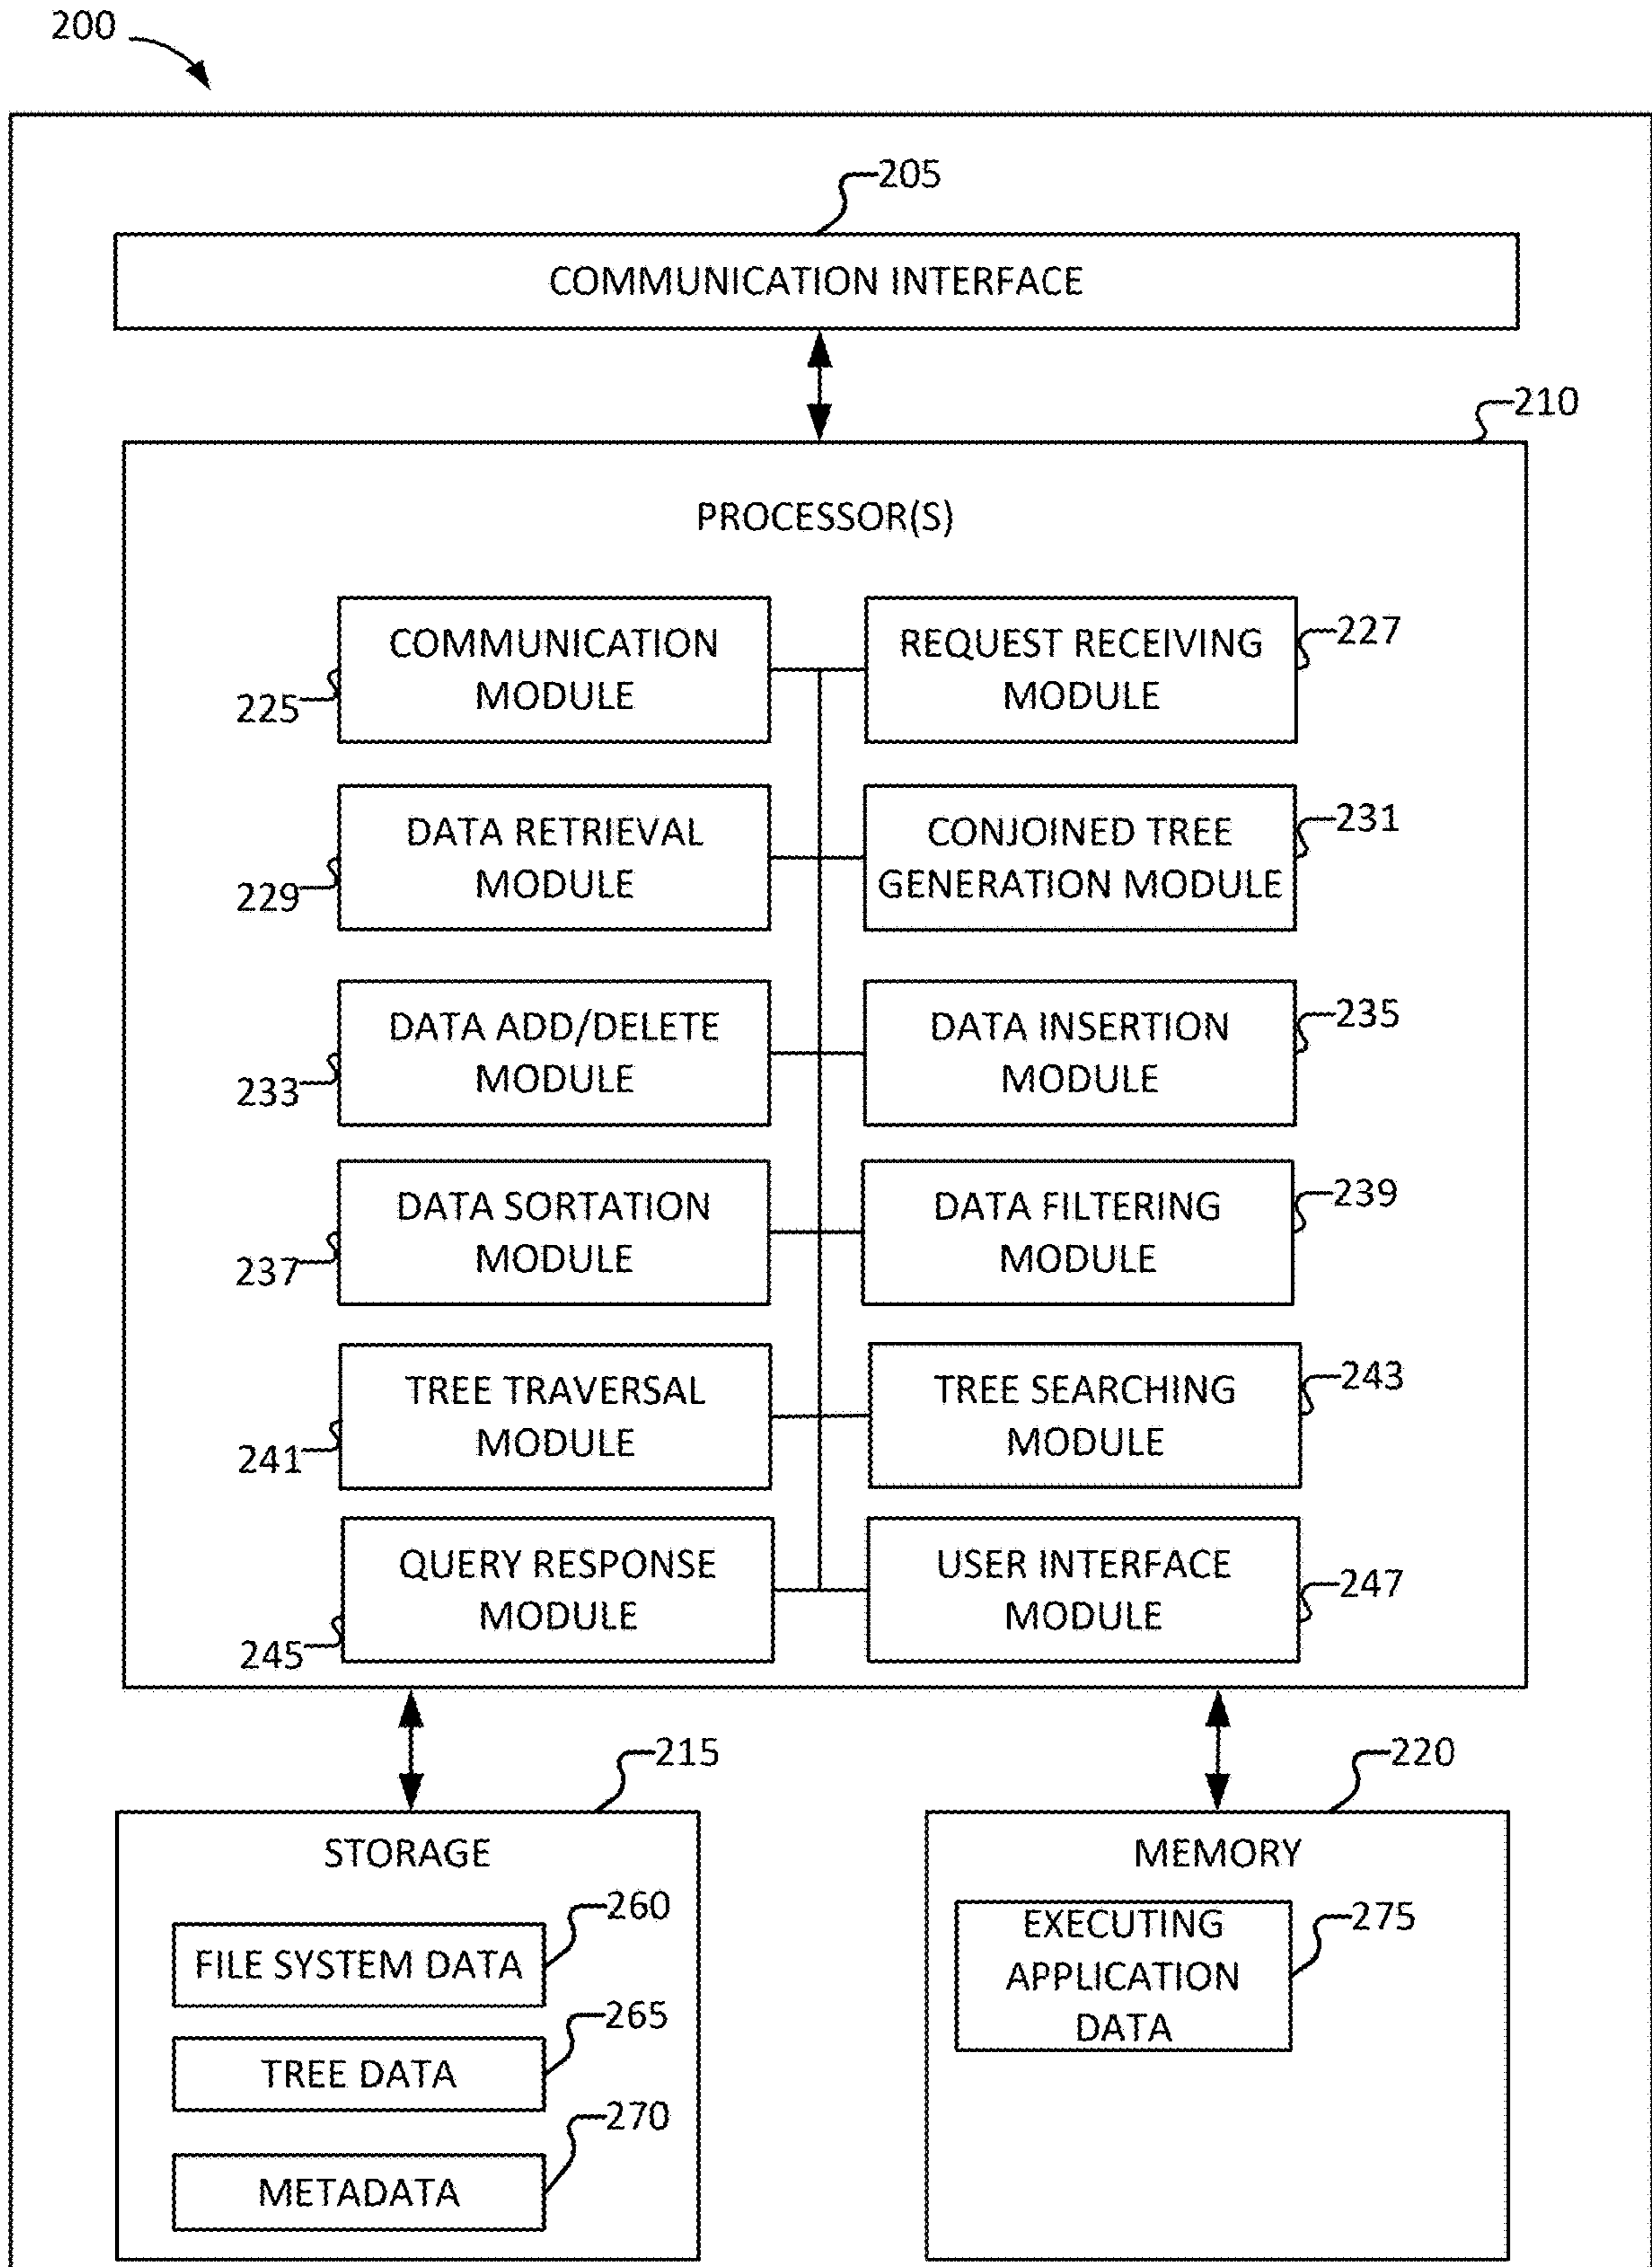 200
205
COMMUNICATION INTERFACE
210
PROCESSOR(S)
COMMUNICATION
MODULE
225
REQUEST RECEIVING
MODULE
227
DATA RETRIEVAL
MODULE
229
CONJOINED TREE
GENERATION MODULE
231
DATA ADD/DELETE
MODULE
233
DATA INSERTION
MODULE
235
DATA SORTATION
MODULE
237
DATA FILTERING
MODULE
239
TREE TRAVERSAL
MODULE
241
TREE SEARCHING
MODULE
243
QUERY RESPONSE
MODULE
245
USER INTERFACE
MODULE
247
215
STORAGE
260
FILE SYSTEM DATA
265
TREE DATA
270
METADATA
220
MEMORY
EXECUTING
APPLICATION
DATA
275